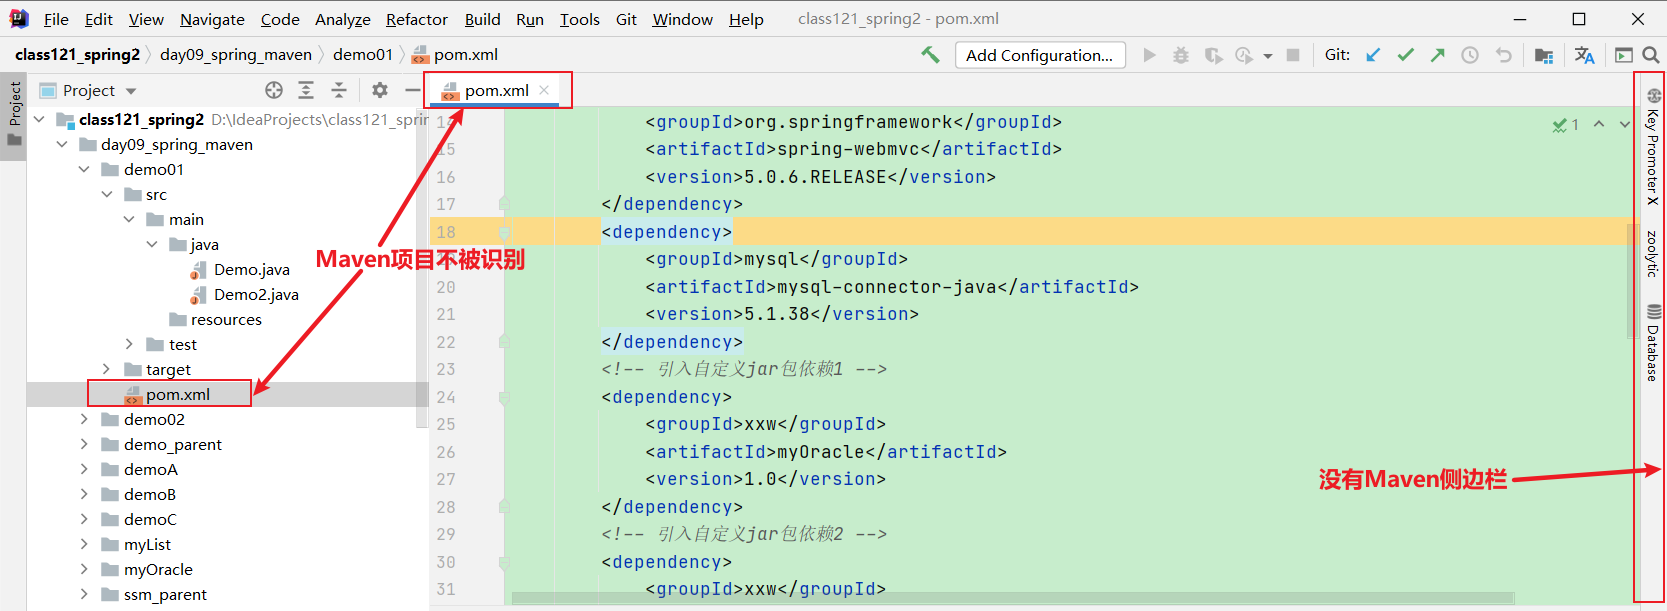 File Edit View Navigate Code Analyze Refactor Build Run Tools Git Window Help class121_spring2 - pom.xml
class121_spring2 day09_spring_maven demo01 pom.xml Add Configuration... Git:
Project
Project
pom.xml
class121_spring2 D:\IdeaProjects\class121_sprin
day09_spring_maven
demo01
src
main
java
Demo.java
Demo2.java
resources
test
target
pom.xml
demo02
demo_parent
demoA
demoB
demoC
myList
myOracle
ssm_parent
Maven项目不被识别
14 <groupId>org.springframework</groupId>
15 <artifactId>spring-webmvc</artifactId>
16 <version>5.0.6.RELEASE</version>
17 </dependency>
18 <dependency>
19 <groupId>mysql</groupId>
20 <artifactId>mysql-connector-java</artifactId>
21 <version>5.1.38</version>
22 </dependency>
23 <!-- 引入自定义jar包依赖1 -->
24 <dependency>
25 <groupId>xxw</groupId>
26 <artifactId>myOracle</artifactId>
27 <version>1.0</version>
28 </dependency>
29 <!-- 引入自定义jar包依赖2 -->
30 <dependency>
31 <groupId>xxw</groupId>
1
没有Maven侧边栏
Key Promoter X
zoolytic
Database